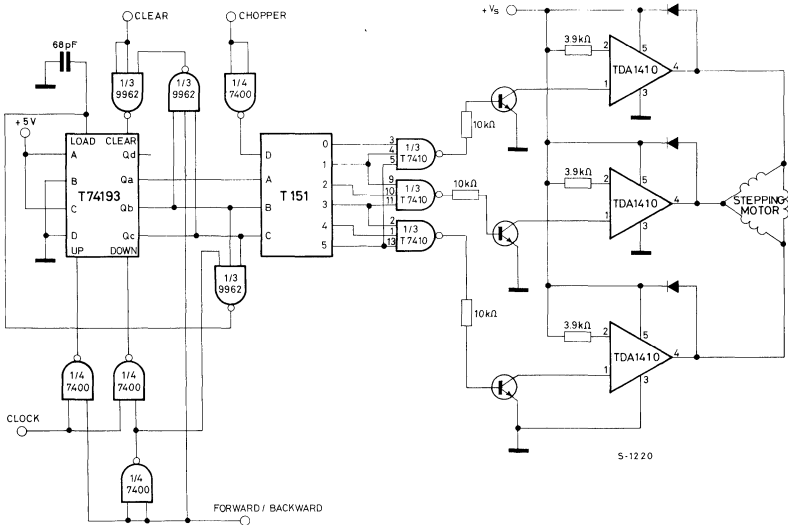 CLEAR
CHOPPER
+Vs
68pF
1/3
9962
1/3
9962
1/4
7400
+5V
LOAD CLEAR
A Qd
B Qa
T74193
C Qb
D Qc
UP DOWN
D
A
T151
B
C
0
1
2
3
4
5
3
4
5
1/3
T7410
9
10
11
1/3
T7410
2
1
13
1/3
T7410
10kΩ
10kΩ
10kΩ
3.9kΩ
2
5
TDA1410
4
1
3
3.9kΩ
2
5
TDA1410
4
1
3
STEPPING
MOTOR
3.9kΩ
2
5
TDA1410
4
1
3
1/3
9962
1/4
7400
1/4
7400
CLOCK
1/4
7400
FORWARD / BACKWARD
S-1220